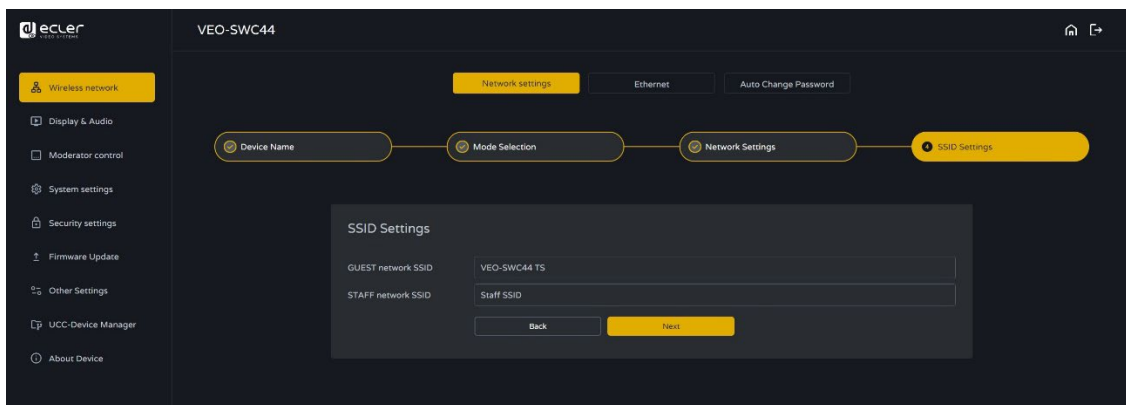 ecler
VIDEO SYSTEMS
VEO-SWC44
Wireless network
Display & Audio
Moderator control
System settings
Security settings
Firmware Update
Other Settings
UCC-Device Manager
About Device
Network settings
Ethernet
Auto Change Password
Device Name
Mode Selection
Network Settings
4 SSID Settings
SSID Settings
GUEST network SSID VEO-SWC44 TS
STAFF network SSID Staff SSID
Back
Next